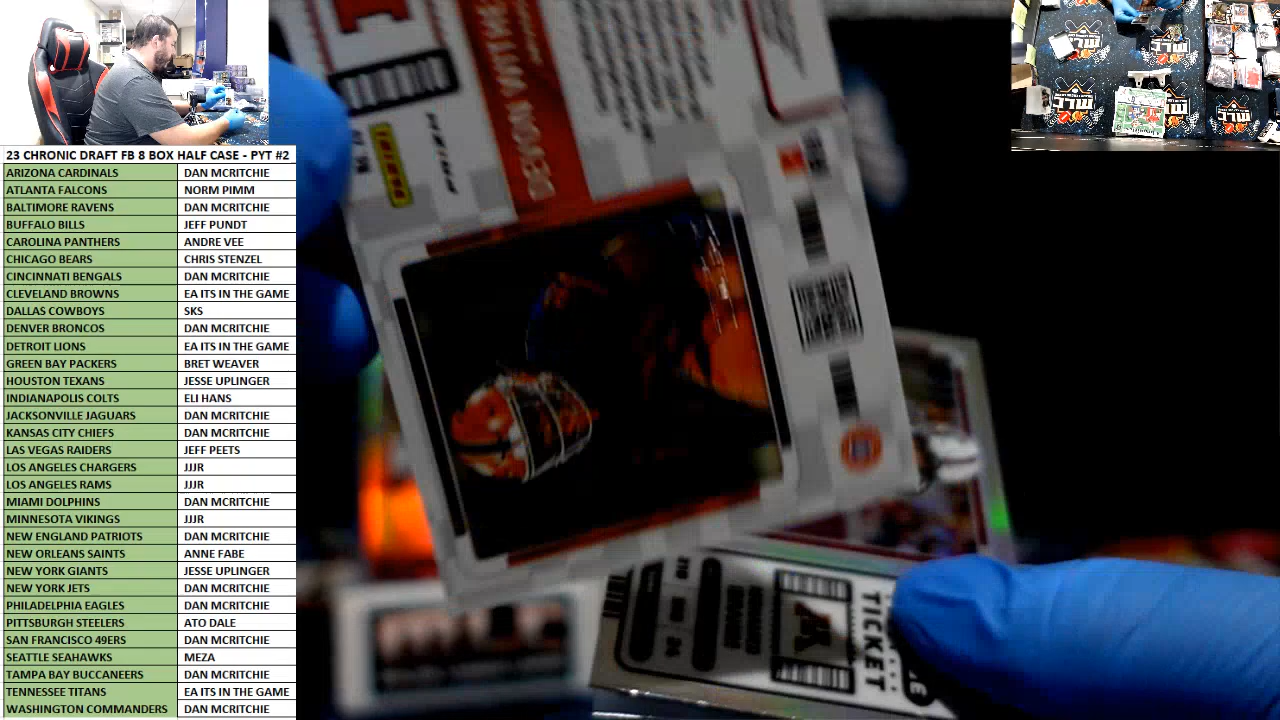 23 CHRONIC DRAFT FB 8 BOX HALF CASE - PYT #2
ARIZONA CARDINALS DAN MCRITCHIE
ATLANTA FALCONS NORM PIMM
BALTIMORE RAVENS DAN MCRITCHIE
BUFFALO BILLS JEFF PUNDT
CAROLINA PANTHERS ANDRE VEE
CHICAGO BEARS CHRIS STENZEL
CINCINNATI BENGALS DAN MCRITCHIE
CLEVELAND BROWNS EA ITS IN THE GAME
DALLAS COWBOYS SKS
DENVER BRONCOS DAN MCRITCHIE
DETROIT LIONS EA ITS IN THE GAME
GREEN BAY PACKERS BRET WEAVER
HOUSTON TEXANS JESSE UPLINGER
INDIANAPOLIS COLTS ELI HANS
JACKSONVILLE JAGUARS DAN MCRITCHIE
KANSAS CITY CHIEFS DAN MCRITCHIE
LAS VEGAS RAIDERS JEFF PEETS
LOS ANGELES CHARGERS JJJR
LOS ANGELES RAMS JJJR
MIAMI DOLPHINS DAN MCRITCHIE
MINNESOTA VIKINGS JJJR
NEW ENGLAND PATRIOTS DAN MCRITCHIE
NEW ORLEANS SAINTS ANNE FABE
NEW YORK GIANTS JESSE UPLINGER
NEW YORK JETS DAN MCRITCHIE
PHILADELPHIA EAGLES DAN MCRITCHIE
PITTSBURGH STEELERS ATO DALE
SAN FRANCISCO 49ERS DAN MCRITCHIE
SEATTLE SEAHAWKS MEZA
TAMPA BAY BUCCANEERS DAN MCRITCHIE
TENNESSEE TITANS EA ITS IN THE GAME
WASHINGTON COMMANDERS DAN MCRITCHIE
PANINI
TICKET